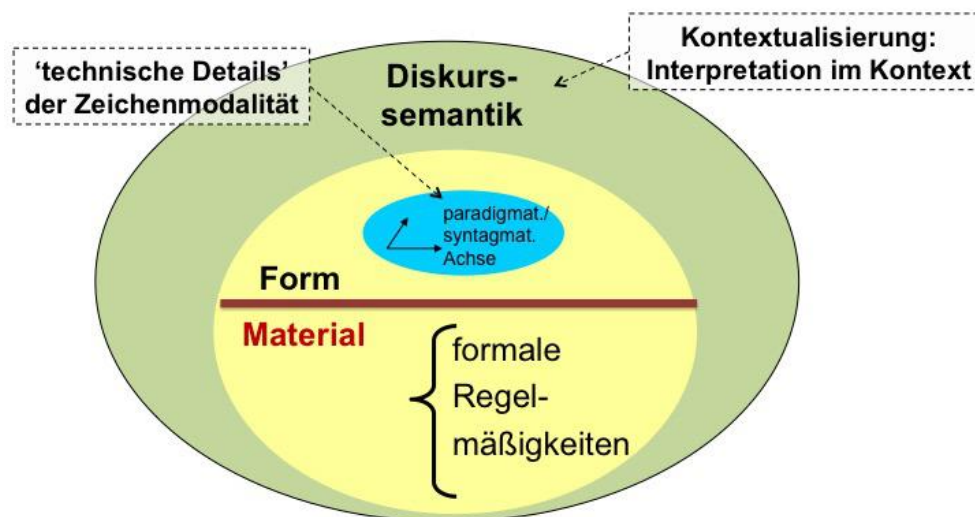 ‘technische Details’
der Zeichenmodalität
Kontextualisierung:
Interpretation im Kontext
Diskurs-
semantik
paradigmat./
syntagmat.
Achse
Form
Material
formale
Regel-
mäßigkeiten